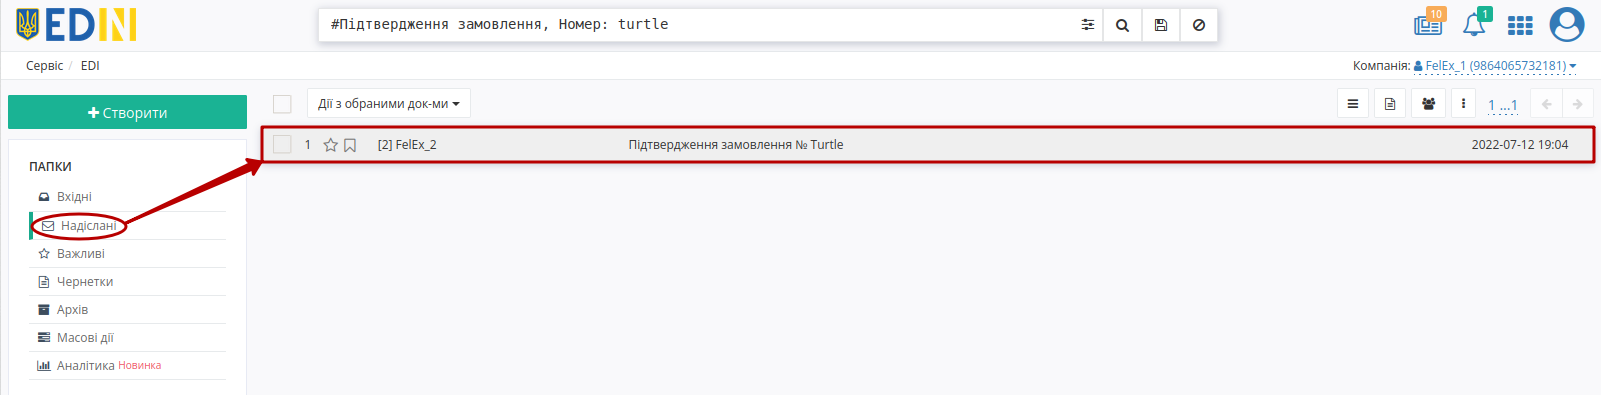 EDIN
#Підтвердження замовлення, Номер: turtle
10
1
Сервіс / EDI
Компанія: FelEx_1 (9864065732181)
Створити
Дії з обраними док-ми
1 ...1
1 [2] FelEx_2 Підтвердження замовлення № Turtle 2022-07-12 19:04
ПАПКИ
Вхідні
Надіслані
Важливі
Чернетки
Архів
Масові дії
Аналітика Новинка